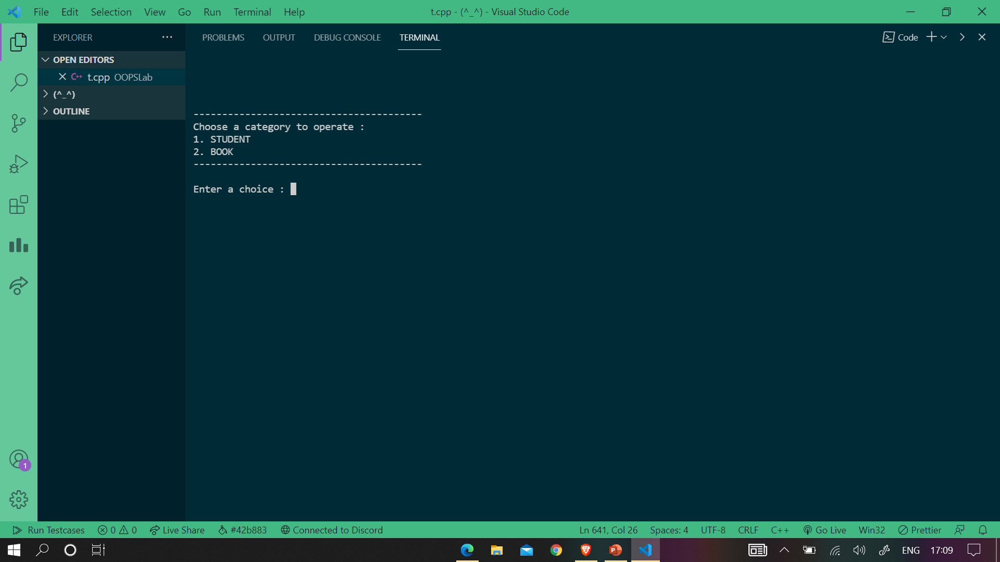 File Edit Selection View Go Run Terminal Help t.cpp - (^_^) - Visual Studio Code
EXPLORER
OPEN EDITORS
C++ t.cpp OOPSLab
(^_^)
OUTLINE
PROBLEMS OUTPUT DEBUG CONSOLE TERMINAL Code
----------------------------------------
Choose a category to operate :
1. STUDENT
2. BOOK
----------------------------------------
Enter a choice :
1
Run Testcases 0 0 Live Share #42b883 Connected to Discord Ln 641, Col 26 Spaces: 4 UTF-8 CRLF C++ Go Live Win32 Prettier
P ENG 17:09